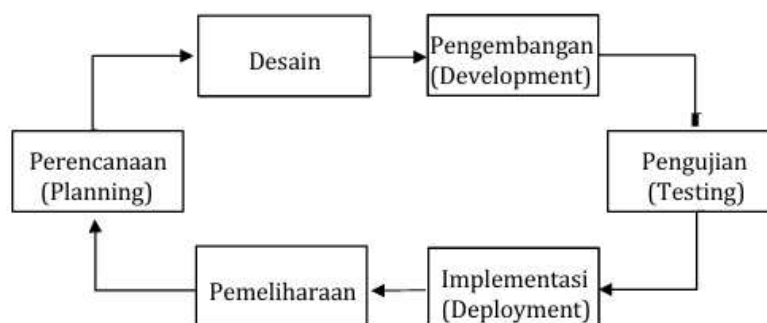 Desain
Pengembangan
(Development)
Perencanaan
(Planning)
Pengujian
(Testing)
Pemeliharaan
Implementasi
(Deployment)